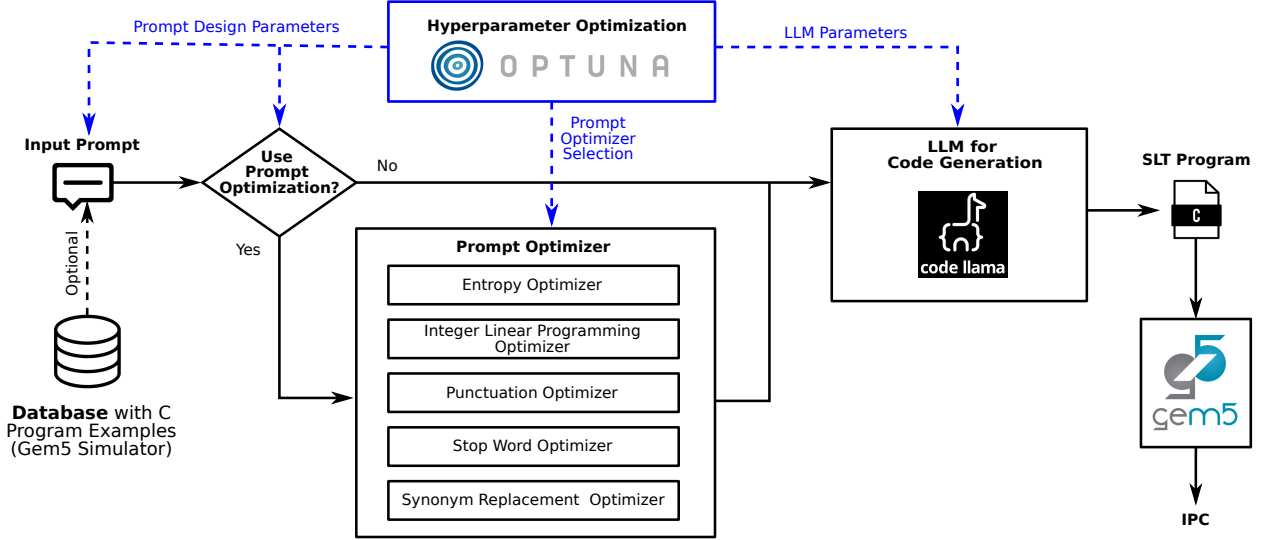 Prompt Design Parameters
Hyperparameter Optimization
OPTUNA
LLM Parameters
Input Prompt
Use
Prompt
Optimization?
No
Yes
Prompt
Optimizer
Selection
LLM for
Code Generation
code llama
SLT Program
C
Optional
Database with C
Program Examples
(Gem5 Simulator)
Prompt Optimizer
Entropy Optimizer
Integer Linear Programming
Optimizer
Punctuation Optimizer
Stop Word Optimizer
Synonym Replacement Optimizer
g5
gem5
IPC